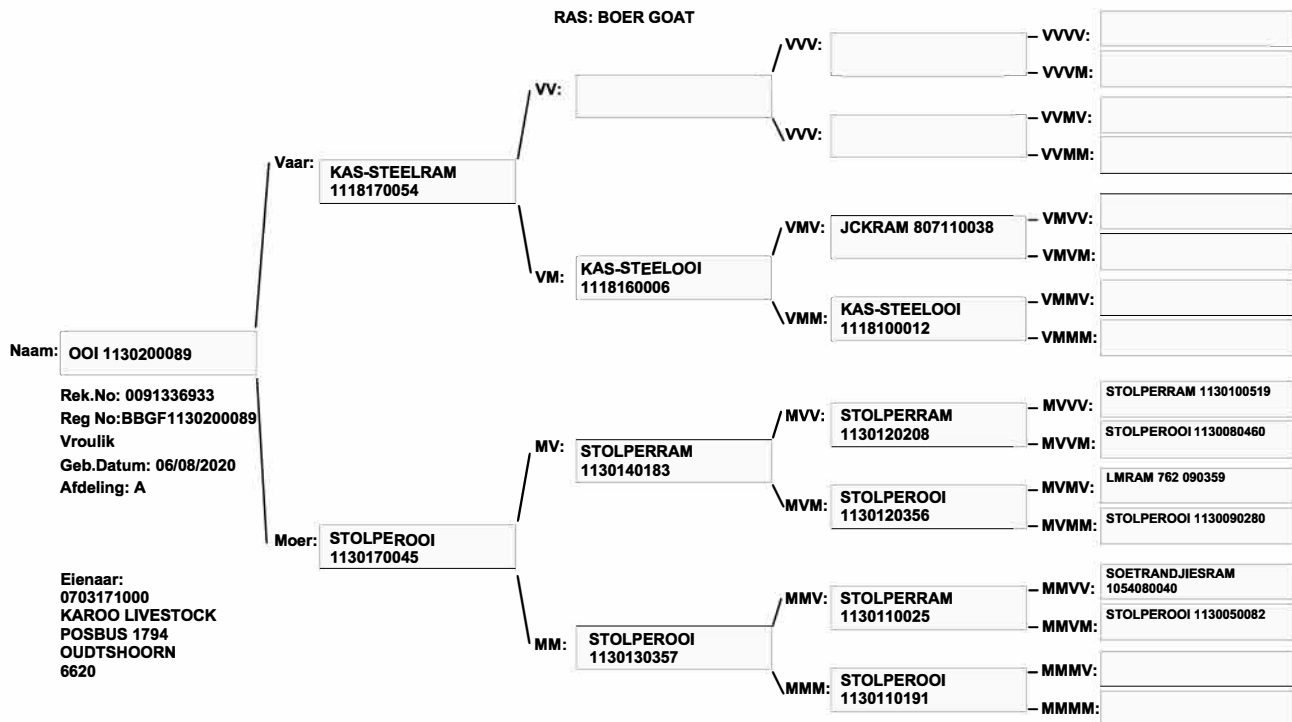 RAS: BOER GOAT
Naam: OOI 1130200089
Rek.No: 0091336933
Reg No:BBGF1130200089
Vroulik
Geb.Datum: 06/08/2020
Afdeling: A
Eienaar:
0703171000
KAROO LIVESTOCK
POSBUS 1794
OUDTSHOORN
6620
Vaar: KAS-STEELRAM
1118170054
Moer: STOLPEROOI
1130170045
VV:
VM: KAS-STEELOOI
1118160006
MV: STOLPERRAM
1130140183
MM: STOLPEROOI
1130130357
VVV:
VVV:
VMV: JCKRAM 807110038
VMM: KAS-STEELOOI
1118100012
MVV: STOLPERRAM
1130120208
MVM: STOLPEROOI
1130120356
MMV: STOLPERRAM
1130110025
MMM: STOLPEROOI
1130110191
VVVV:
VVVM:
VVMV:
VVMM:
VMVV:
VMVM:
VMMV:
VMMM:
MVVV: STOLPERRAM 1130100519
MVVM: STOLPEROOI 1130080460
MVMV: LMRAM 762 090359
MVMM: STOLPEROOI 1130090280
MMVV: SOETRANDJIESRAM
1054080040
MMVM: STOLPEROOI 1130050082
MMMV:
MMMM: